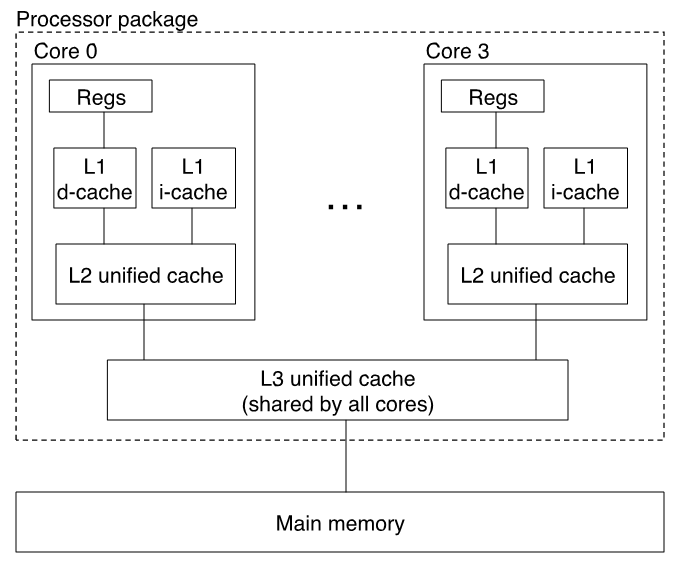 Processor package
Core 0
Core 3
Regs
Regs
L1
d-cache
L1
i-cache
...
L1
d-cache
L1
i-cache
L2 unified cache
L2 unified cache
L3 unified cache
(shared by all cores)
Main memory